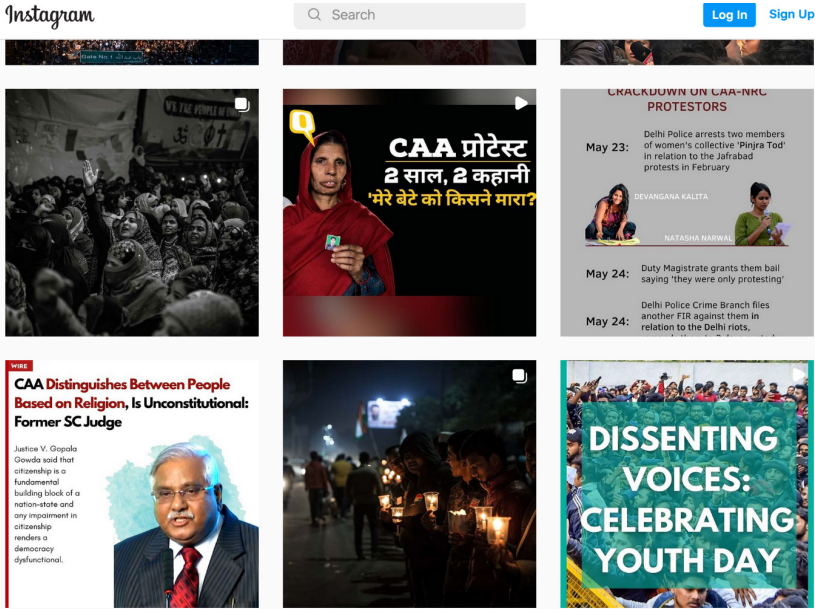 Instagram
Search
Log In
Sign Up
Gate No. 1
WE THE PEOPLE OF
CAA प्रोटेस्ट
2 साल, 2 कहानी
'मेरे बेटे को किसने मारा?
CRACKDOWN ON CAA-NRC
PROTESTORS
May 23:
Delhi Police arrests two members
of women's collective 'Pinjra Tod'
in relation to the Jafrabad
protests in February
DEVANGANA KALITA
NATASHA NARWAL
May 24:
Duty Magistrate grants them bail
saying 'they were only protesting'
May 24:
Delhi Police Crime Branch files
another FIR against them in
relation to the Delhi riots,
WIRE
CAA Distinguishes Between People
Based on Religion, Is Unconstitutional:
Former SC Judge
Justice V. Gopala
Gowda said that
citizenship is a
fundamental
building block of a
nation-state and
any impairment in
citizenship
renders a
democracy
dysfunctional.
DISSENTING
VOICES:
CELEBRATING
YOUTH DAY